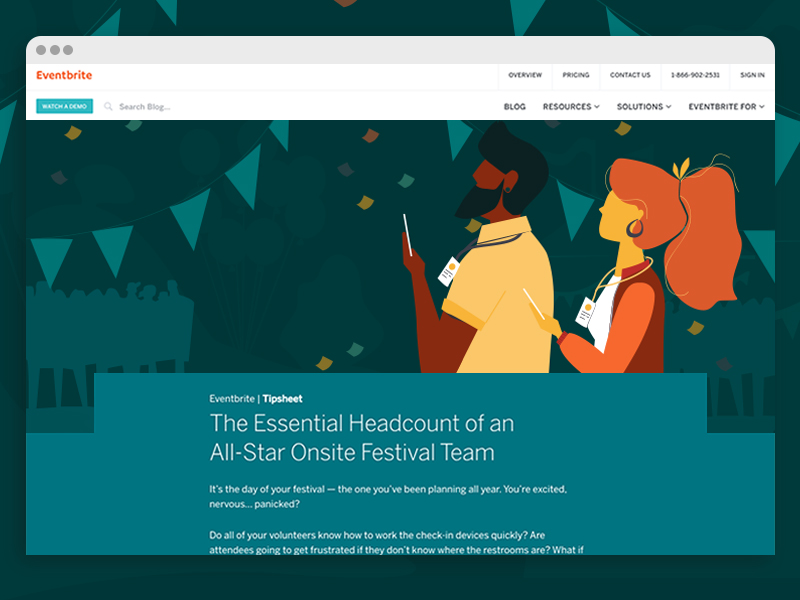 Eventbrite
OVERVIEW
PRICING
CONTACT US
1-866-902-2531
SIGN IN
WATCH A DEMO
Search Blog...
BLOG
RESOURCES
SOLUTIONS
EVENTBRITE FOR
Eventbrite | Tipsheet
The Essential Headcount of an
All-Star Onsite Festival Team
It's the day of your festival — the one you've been planning all year. You're excited,
nervous... panicked?
Do all of your volunteers know how to work the check-in devices quickly? Are
attendees going to get frustrated if they don't know where the restrooms are? What if